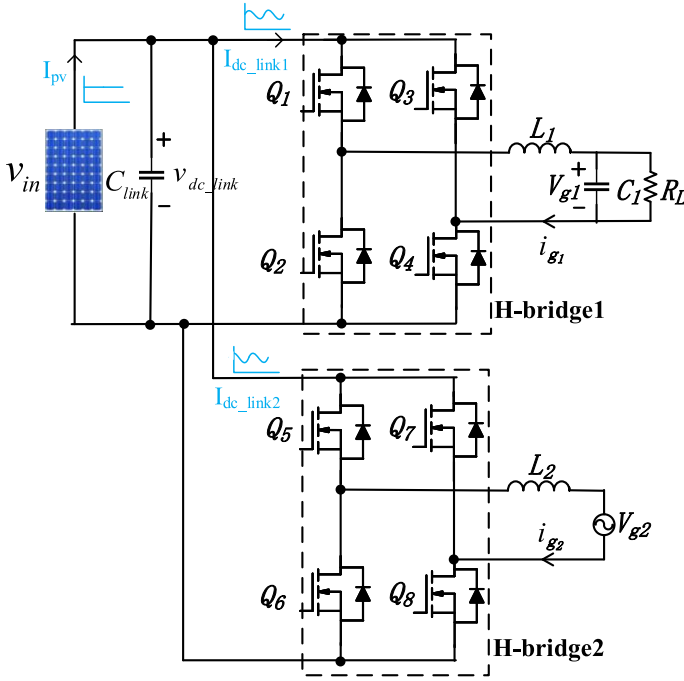 I_pv
I_dc_link1
Q1
Q3
L1
v_in
C_link
+
v_dc_link
−
V_g1
+
−
C1
R_L
Q2
Q4
i_g1
H-bridge1
I_dc_link2
Q5
Q7
L2
V_g2
i_g2
Q6
Q8
H-bridge2